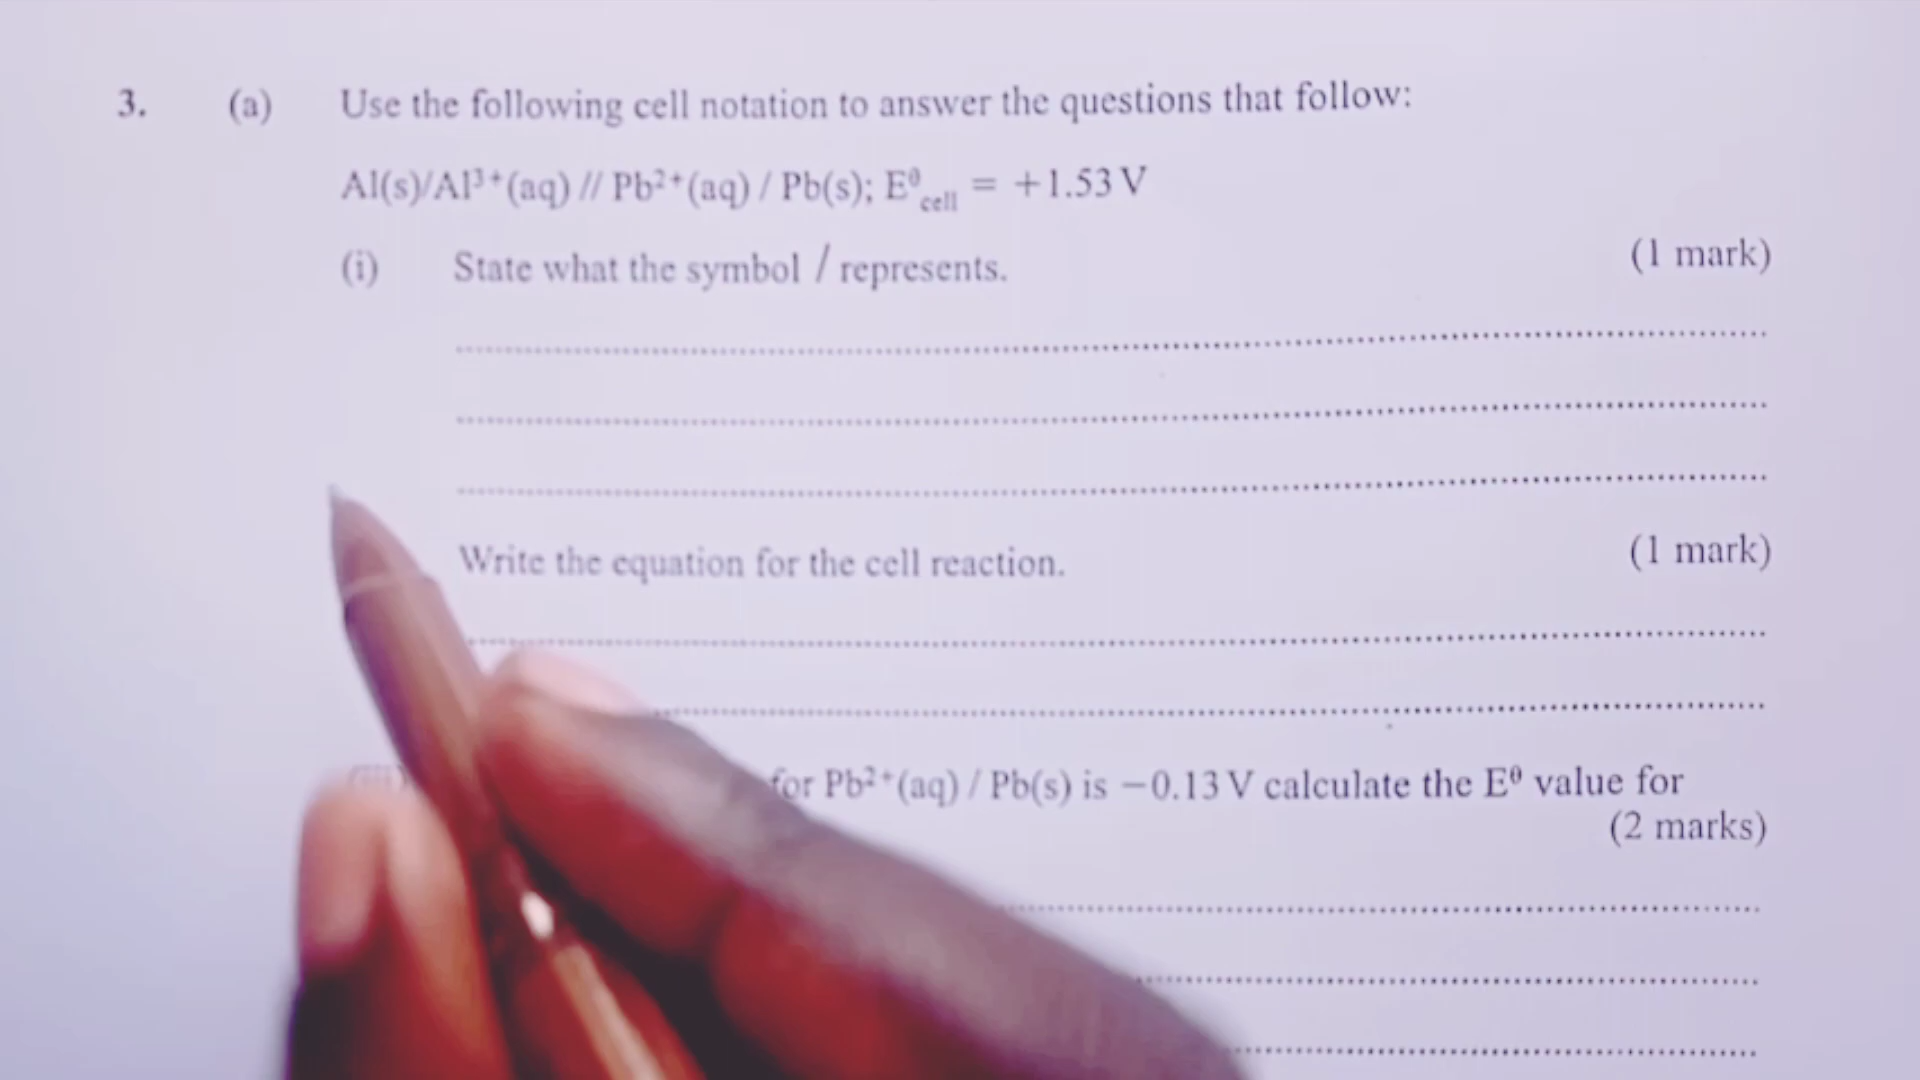 3. (a) Use the following cell notation to answer the questions that follow:
Al(s)/Al³⁺(aq) // Pb²⁺(aq) / Pb(s); E⁰cell = +1.53 V
(i) State what the symbol / represents. (1 mark)
Write the equation for the cell reaction. (1 mark)
(iii) for Pb²⁺(aq) / Pb(s) is −0.13 V calculate the E⁰ value for
(2 marks)